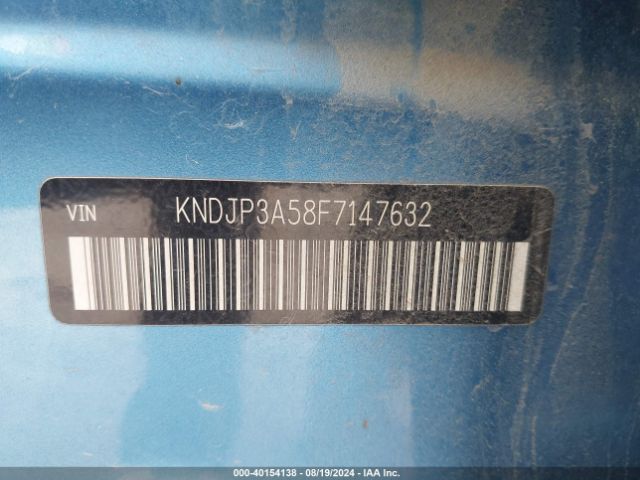 VIN KNDJP3A58F7147632
000-40154138 - 08/19/2024 - IAA Inc.